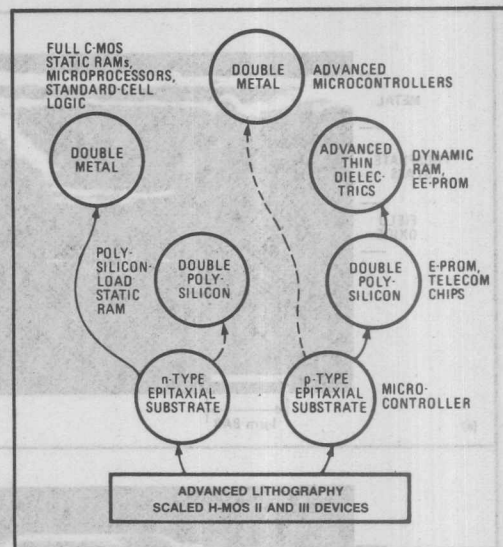 FULL C-MOS
STATIC RAMs,
MICROPROCESSORS,
STANDARD-CELL
LOGIC
DOUBLE
METAL
DOUBLE
METAL
ADVANCED
MICROCONTROLLERS
ADVANCED
THIN
DIELEC-
TRICS
DYNAMIC
RAM,
EE-PROM
POLY-
SILICON-
LOAD
STATIC
RAM
DOUBLE
POLY-
SILICON
DOUBLE
POLY-
SILICON
E-PROM,
TELECOM
CHIPS
n-TYPE
EPITAXIAL
SUBSTRATE
p-TYPE
EPITAXIAL
SUBSTRATE
MICRO-
CONTROLLER
ADVANCED LITHOGRAPHY
SCALED H-MOS II AND III DEVICES